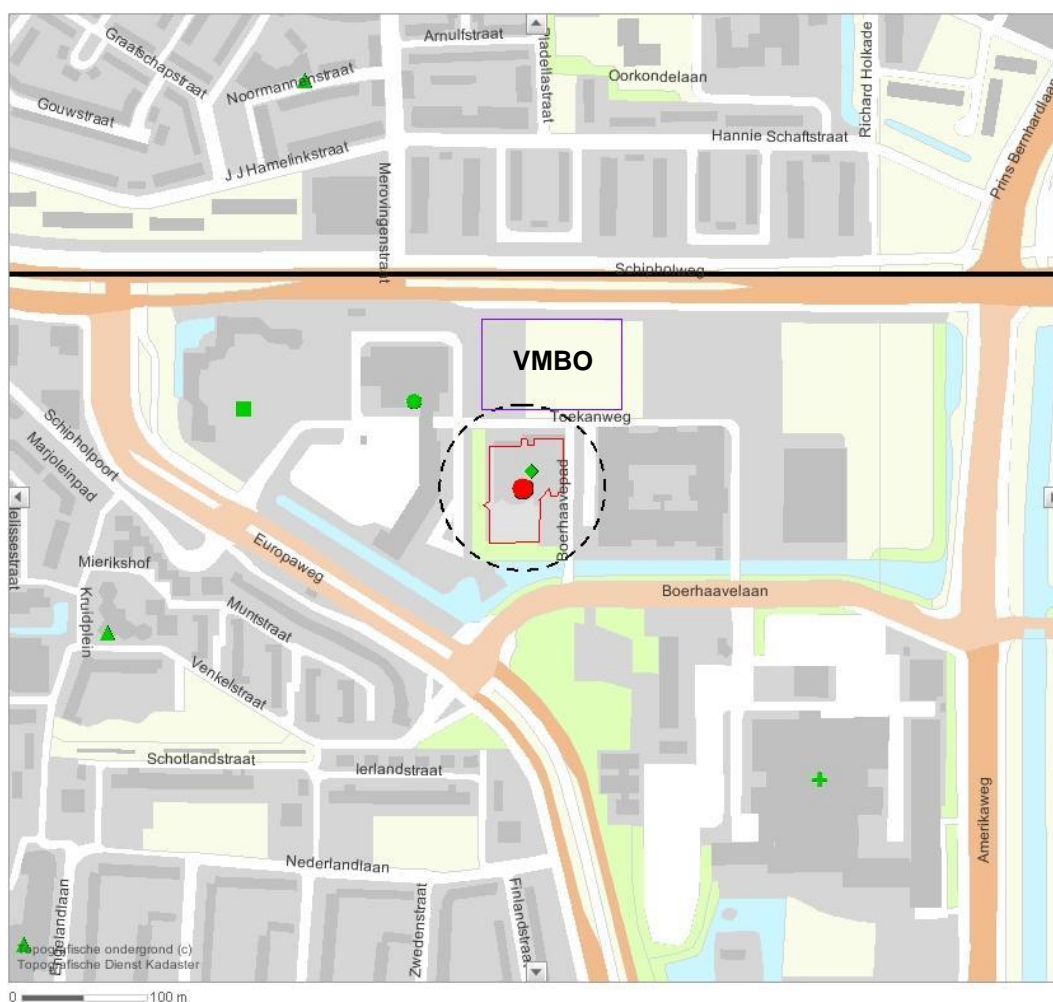 Graafschapstraat
Arnulfstraat
Pladellastraat
Richard Holkade
Oorkondelaan
Noormannenstraat
Gouwstraat
Hannie Schaftstraat
J J Hamelinkstraat
Merovingenstraat
Prins Bernhardlaan
Schipholweg
VMBO
Toekanweg
Schipholpoort
Marjoleinpad
Boerhaavepad
Europaweg
Mierikshof
Boerhaavelaan
Kruidplein
Muntstraat
Venkelstraat
Schotlandstraat
Ierlandstraat
Amerikaweg
Nederlandlaan
Engelandlaan
Zwedenstraat
Finlandstraat
Topografische ondergrond (c)
Topografische Dienst Kadaster
0 100 m